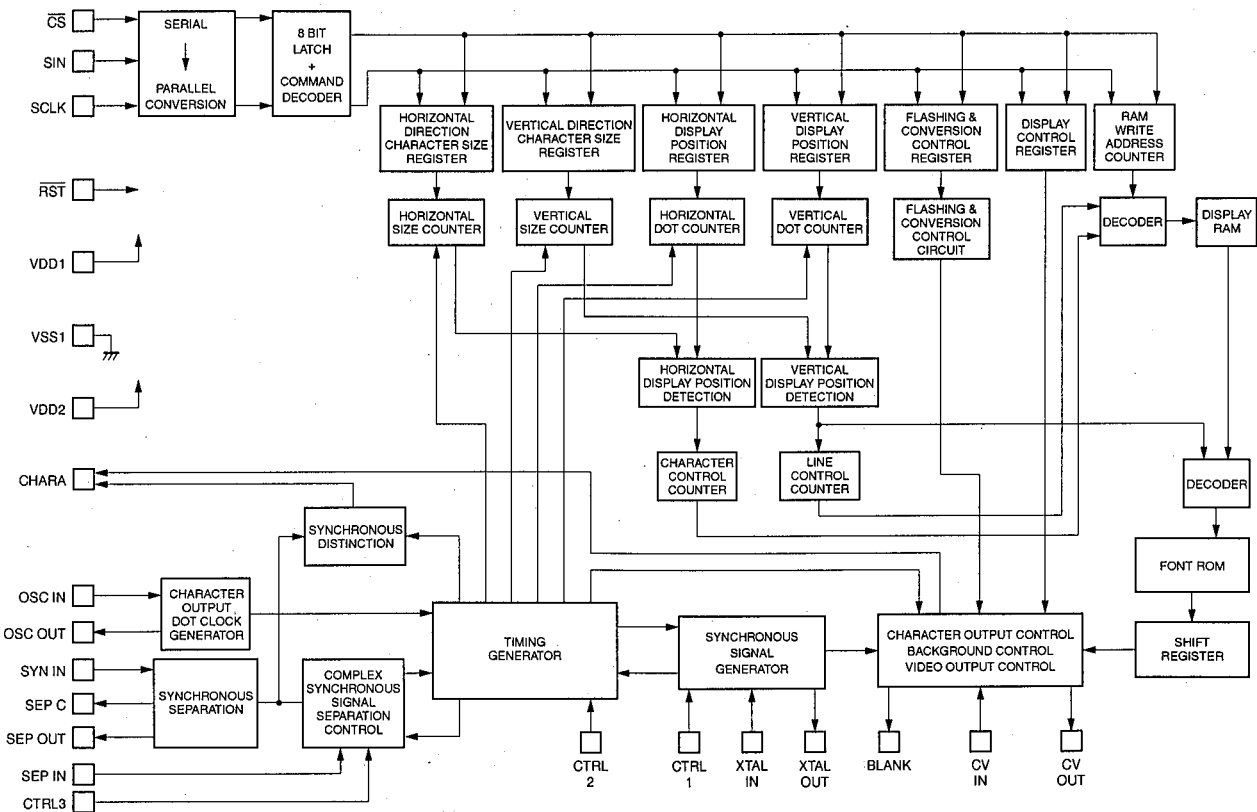 CS
SIN
SCLK
SERIAL
PARALLEL
CONVERSION
8 BIT
LATCH
+
COMMAND
DECODER
HORIZONTAL
DIRECTION
CHARACTER SIZE
REGISTER
VERTICAL DIRECTION
CHARACTER SIZE
REGISTER
HORIZONTAL
DISPLAY
POSITION
REGISTER
VERTICAL
DISPLAY
POSITION
REGISTER
FLASHING &
CONVERSION
CONTROL
REGISTER
DISPLAY
CONTROL
REGISTER
RAM
WRITE
ADDRESS
COUNTER
RST
HORIZONTAL
SIZE COUNTER
VERTICAL
SIZE COUNTER
HORIZONTAL
DOT COUNTER
VERTICAL
DOT COUNTER
FLASHING &
CONVERSION
CONTROL
CIRCUIT
DECODER
DISPLAY
RAM
VDD1
VSS1
VDD2
HORIZONTAL
DISPLAY POSITION
DETECTION
VERTICAL
DISPLAY POSITION
DETECTION
CHARA
CHARACTER
CONTROL
COUNTER
LINE
CONTROL
COUNTER
DECODER
SYNCHRONOUS
DISTINCTION
FONT ROM
OSC IN
OSC OUT
CHARACTER
OUTPUT
DOT CLOCK
GENERATOR
TIMING
GENERATOR
SYNCHRONOUS
SIGNAL
GENERATOR
CHARACTER OUTPUT CONTROL
BACKGROUND CONTROL
VIDEO OUTPUT CONTROL
SHIFT
REGISTER
SYN IN
SEP C
SEP OUT
SYNCHRONOUS
SEPARATION
COMPLEX
SYNCHRONOUS
SIGNAL
SEPARATION
CONTROL
SEP IN
CTRL3
CTRL
2
CTRL
1
XTAL
IN
XTAL
OUT
BLANK
CV
IN
CV
OUT